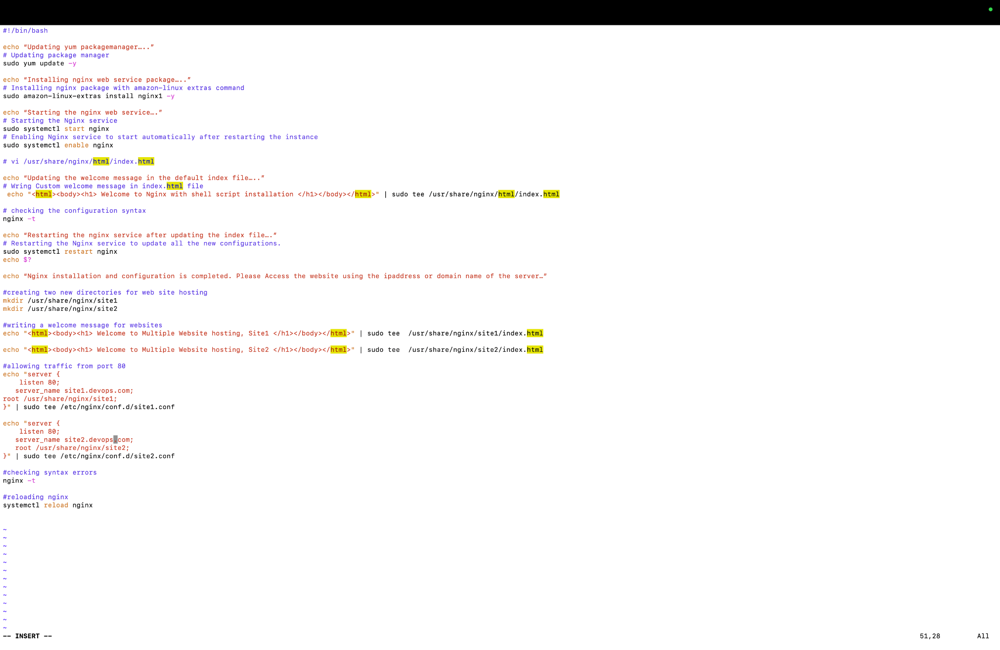 #!/bin/bash

echo “Updating yum packagemanager…..”
# Updating package manager
sudo yum update -y

echo “Installing nginx web service package…..”
# Installing nginx package with amazon-linux extras command
sudo amazon-linux-extras install nginx1 -y

echo “Starting the nginx web service….”
# Starting the Nginx service
sudo systemctl start nginx
# Enabling Nginx service to start automatically after restarting the instance
sudo systemctl enable nginx

# vi /usr/share/nginx/html/index.html

echo “Updating the welcome message in the default index file…..”
# Wring Custom welcome message in index.html file
 echo "<html><body><h1> Welcome to Nginx with shell script installation </h1></body></html>" | sudo tee /usr/share/nginx/html/index.html

# checking the configuration syntax
nginx -t

echo “Restarting the nginx service after updating the index file….”
# Restarting the Nginx service to update all the new configurations.
sudo systemctl restart nginx
echo $?

echo “Nginx installation and configuration is completed. Please Access the website using the ipaddress or domain name of the server…”

#creating two new directories for web site hosting
mkdir /usr/share/nginx/site1
mkdir /usr/share/nginx/site2

#writing a welcome message for websites
echo "<html><body><h1> Welcome to Multiple Website hosting, Site1 </h1></body></html>" | sudo tee  /usr/share/nginx/site1/index.html

echo "<html><body><h1> Welcome to Multiple Website hosting, Site2 </h1></body></html>" | sudo tee  /usr/share/nginx/site2/index.html

#allowing traffic from port 80
echo "server {
    listen 80;
   server_name site1.devops.com;
root /usr/share/nginx/site1;
}" | sudo tee /etc/nginx/conf.d/site1.conf

echo "server {
    listen 80;
   server_name site2.devops.com;
   root /usr/share/nginx/site2;
}" | sudo tee /etc/nginx/conf.d/site2.conf

#checking syntax errors
nginx -t

#reloading nginx
systemctl reload nginx


~
~
~
~
~
~
~
~
~
~
~
~
~
-- INSERT -- 51,28 All